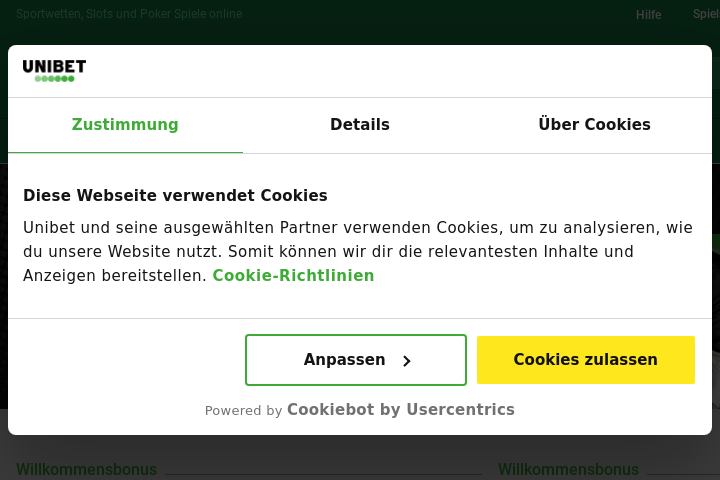 Sportwetten, Slots und Poker Spiele online
Hilfe
UNIBET
Zustimmung
Details
Über Cookies
Diese Webseite verwendet Cookies
Unibet und seine ausgewählten Partner verwenden Cookies, um zu analysieren, wie
du unsere Website nutzt. Somit können wir dir die relevantesten Inhalte und
Anzeigen bereitstellen. Cookie-Richtlinien
Anpassen
Cookies zulassen
Powered by Cookiebot by Usercentrics
Willkommensbonus
Willkommensbonus